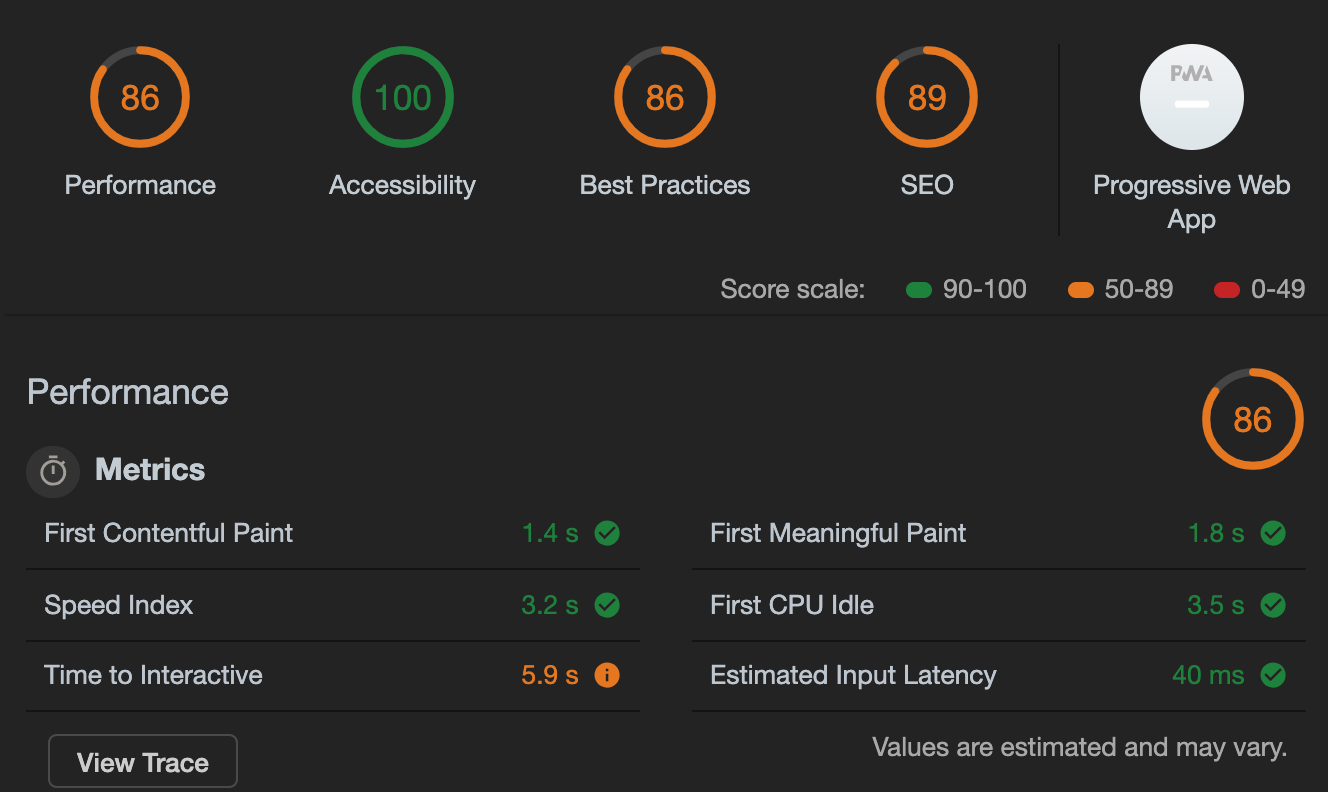 86
100
86
89
PWA
Performance
Accessibility
Best Practices
SEO
Progressive Web
App
Score scale: 90-100 50-89 0-49
Performance
86
Metrics
First Contentful Paint 1.4 s
First Meaningful Paint 1.8 s
Speed Index 3.2 s
First CPU Idle 3.5 s
Time to Interactive 5.9 s
Estimated Input Latency 40 ms
View Trace
Values are estimated and may vary.